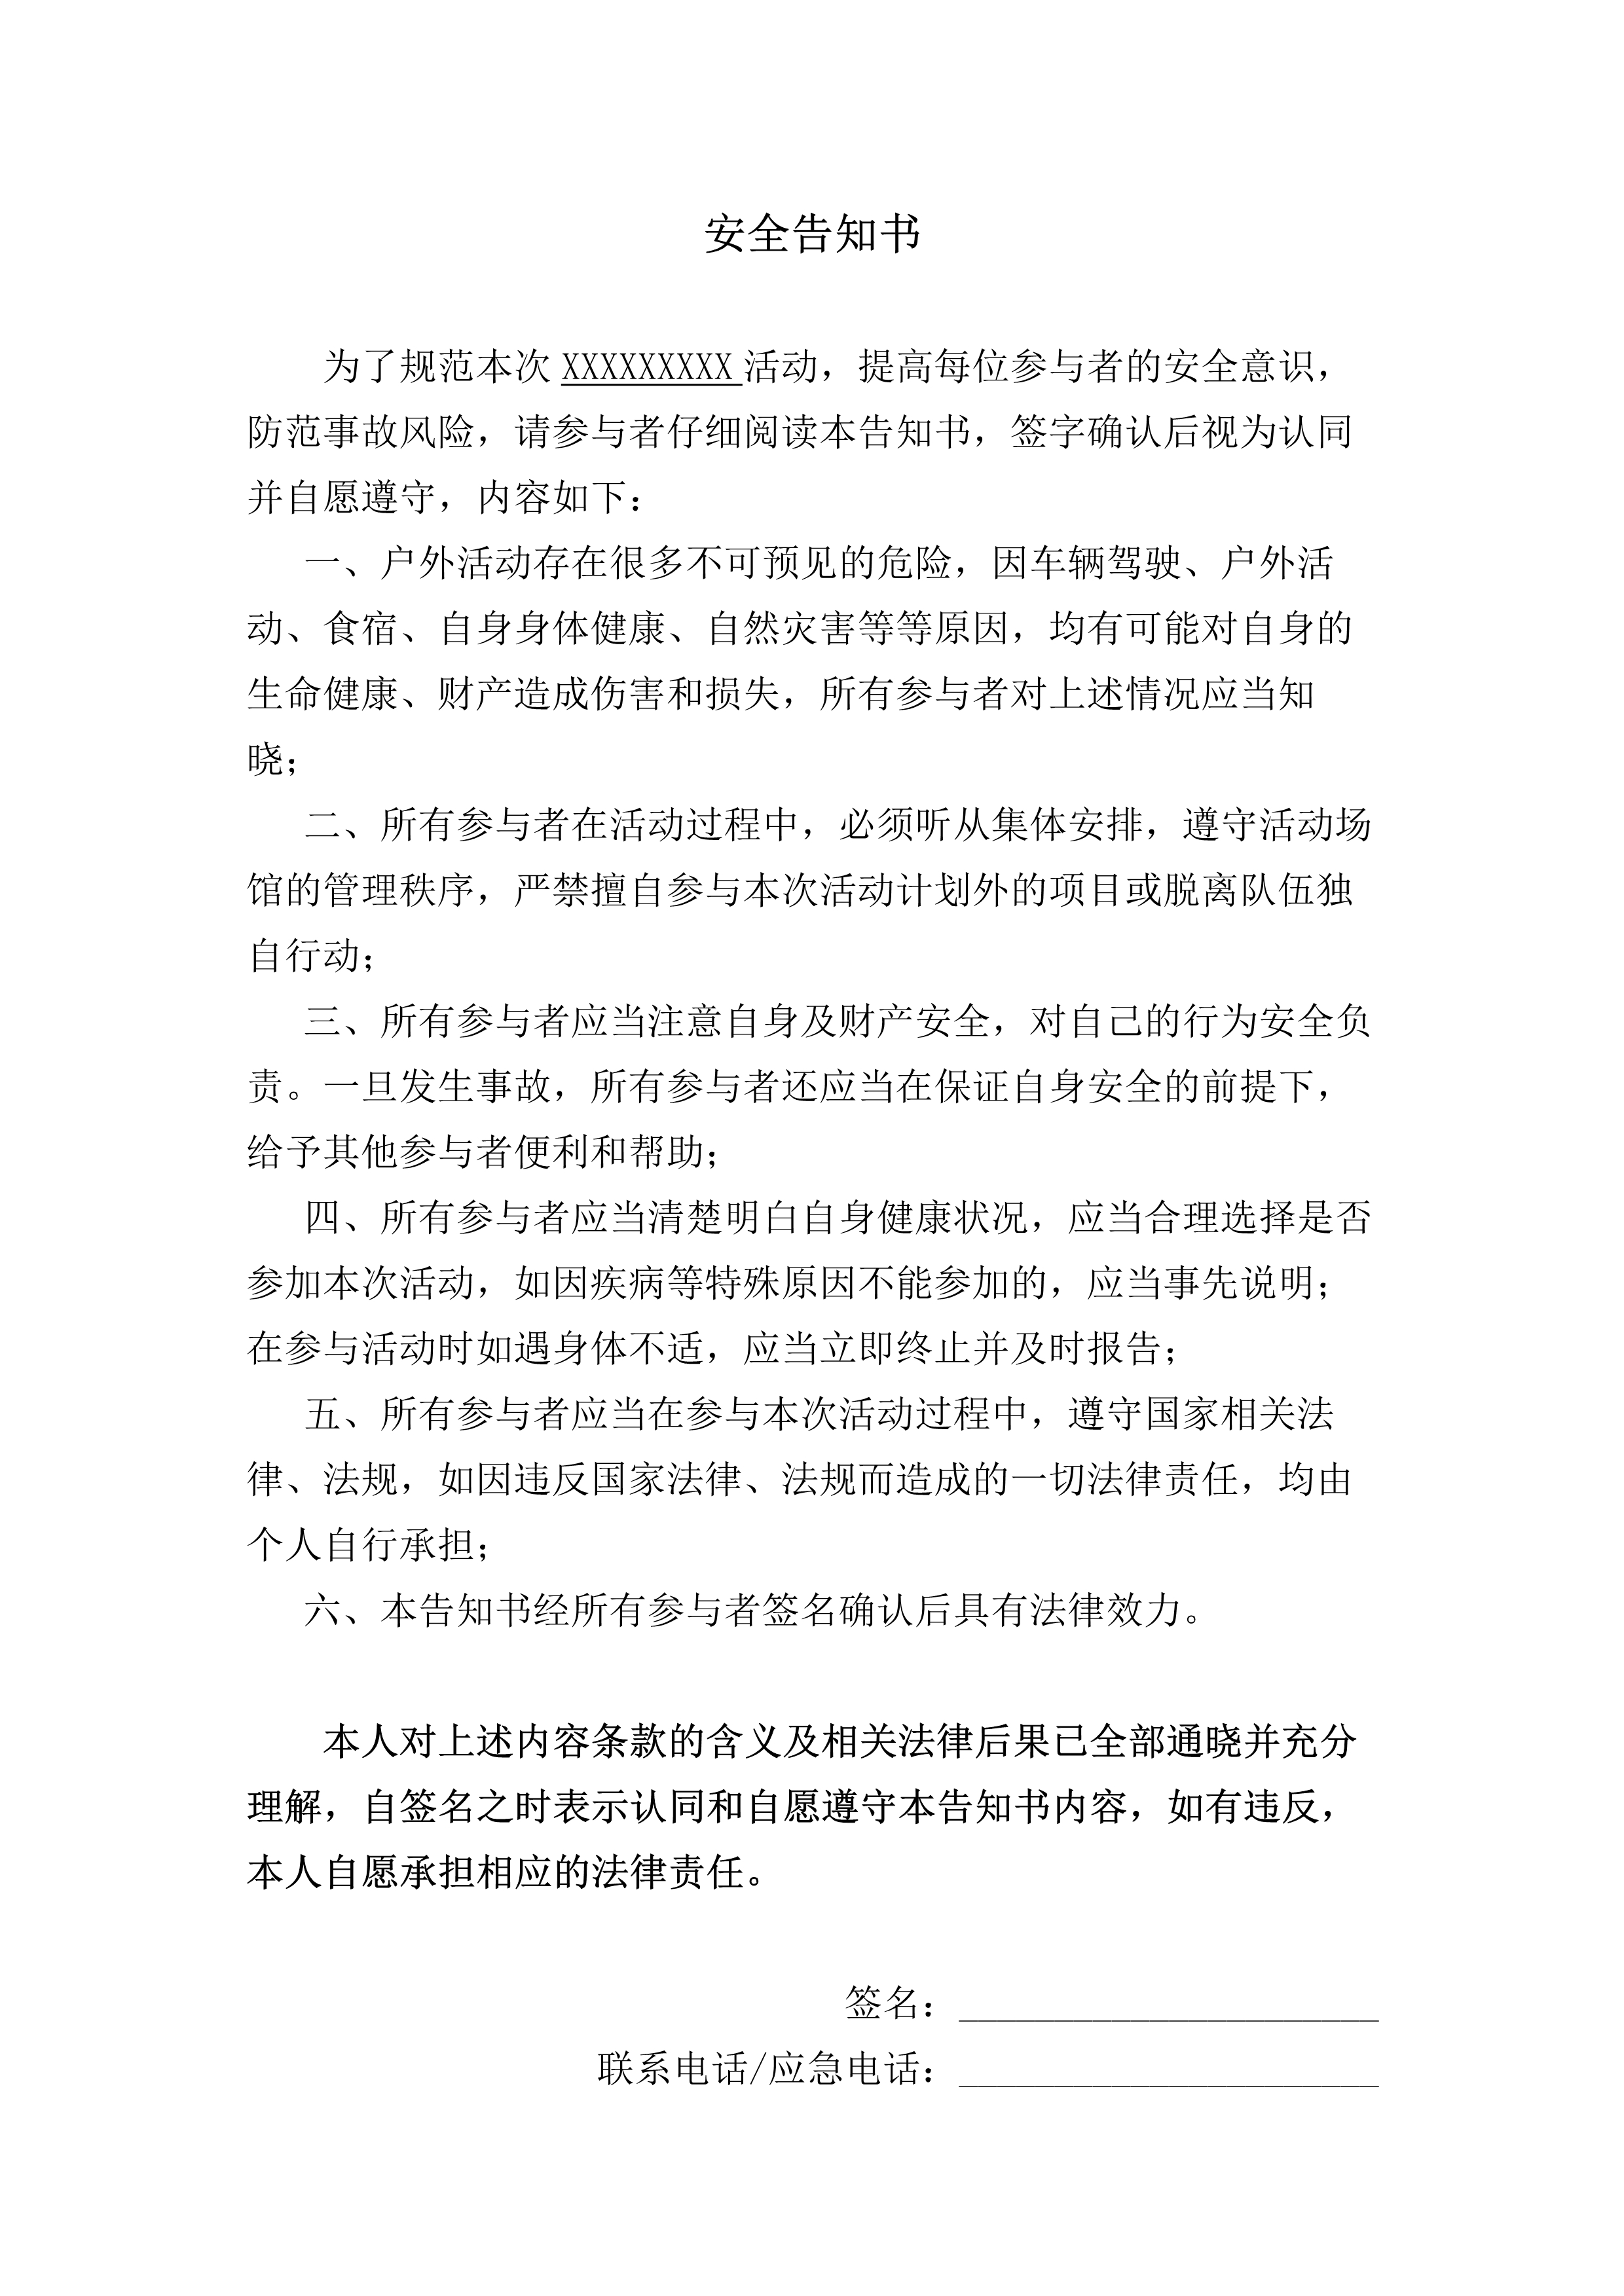 安全告知书
为了规范本次 XXXXXXXXX 活动，提高每位参与者的安全意识，
防范事故风险，请参与者仔细阅读本告知书，签字确认后视为认同
并自愿遵守，内容如下：
一、户外活动存在很多不可预见的危险，因车辆驾驶、户外活
动、食宿、自身身体健康、自然灾害等等原因，均有可能对自身的
生命健康、财产造成伤害和损失，所有参与者对上述情况应当知
晓；
二、所有参与者在活动过程中，必须听从集体安排，遵守活动场
馆的管理秩序，严禁擅自参与本次活动计划外的项目或脱离队伍独
自行动；
三、所有参与者应当注意自身及财产安全，对自己的行为安全负
责。一旦发生事故，所有参与者还应当在保证自身安全的前提下，
给予其他参与者便利和帮助；
四、所有参与者应当清楚明白自身健康状况，应当合理选择是否
参加本次活动，如因疾病等特殊原因不能参加的，应当事先说明；
在参与活动时如遇身体不适，应当立即终止并及时报告；
五、所有参与者应当在参与本次活动过程中，遵守国家相关法
律、法规，如因违反国家法律、法规而造成的一切法律责任，均由
个人自行承担；
六、本告知书经所有参与者签名确认后具有法律效力。
本人对上述内容条款的含义及相关法律后果已全部通晓并充分
理解，自签名之时表示认同和自愿遵守本告知书内容，如有违反，
本人自愿承担相应的法律责任。
签名：______________________
联系电话/应急电话：______________________